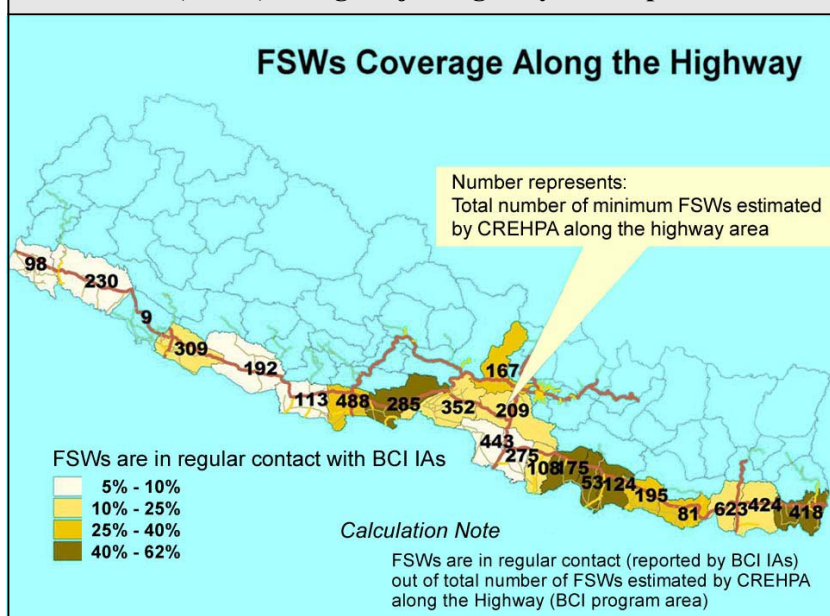 FSWs Coverage Along the Highway
Number represents:
Total number of minimum FSWs estimated
by CREHPA along the highway area
98
230
9
309
192
113
488
285
352
167
209
443
275
108
175
53
124
195
81
623
424
418
FSWs are in regular contact with BCI IAs
5% - 10%
10% - 25%
25% - 40%
40% - 62%
Calculation Note
FSWs are in regular contact (reported by BCI IAs)
out of total number of FSWs estimated by CREHPA
along the Highway (BCI program area)